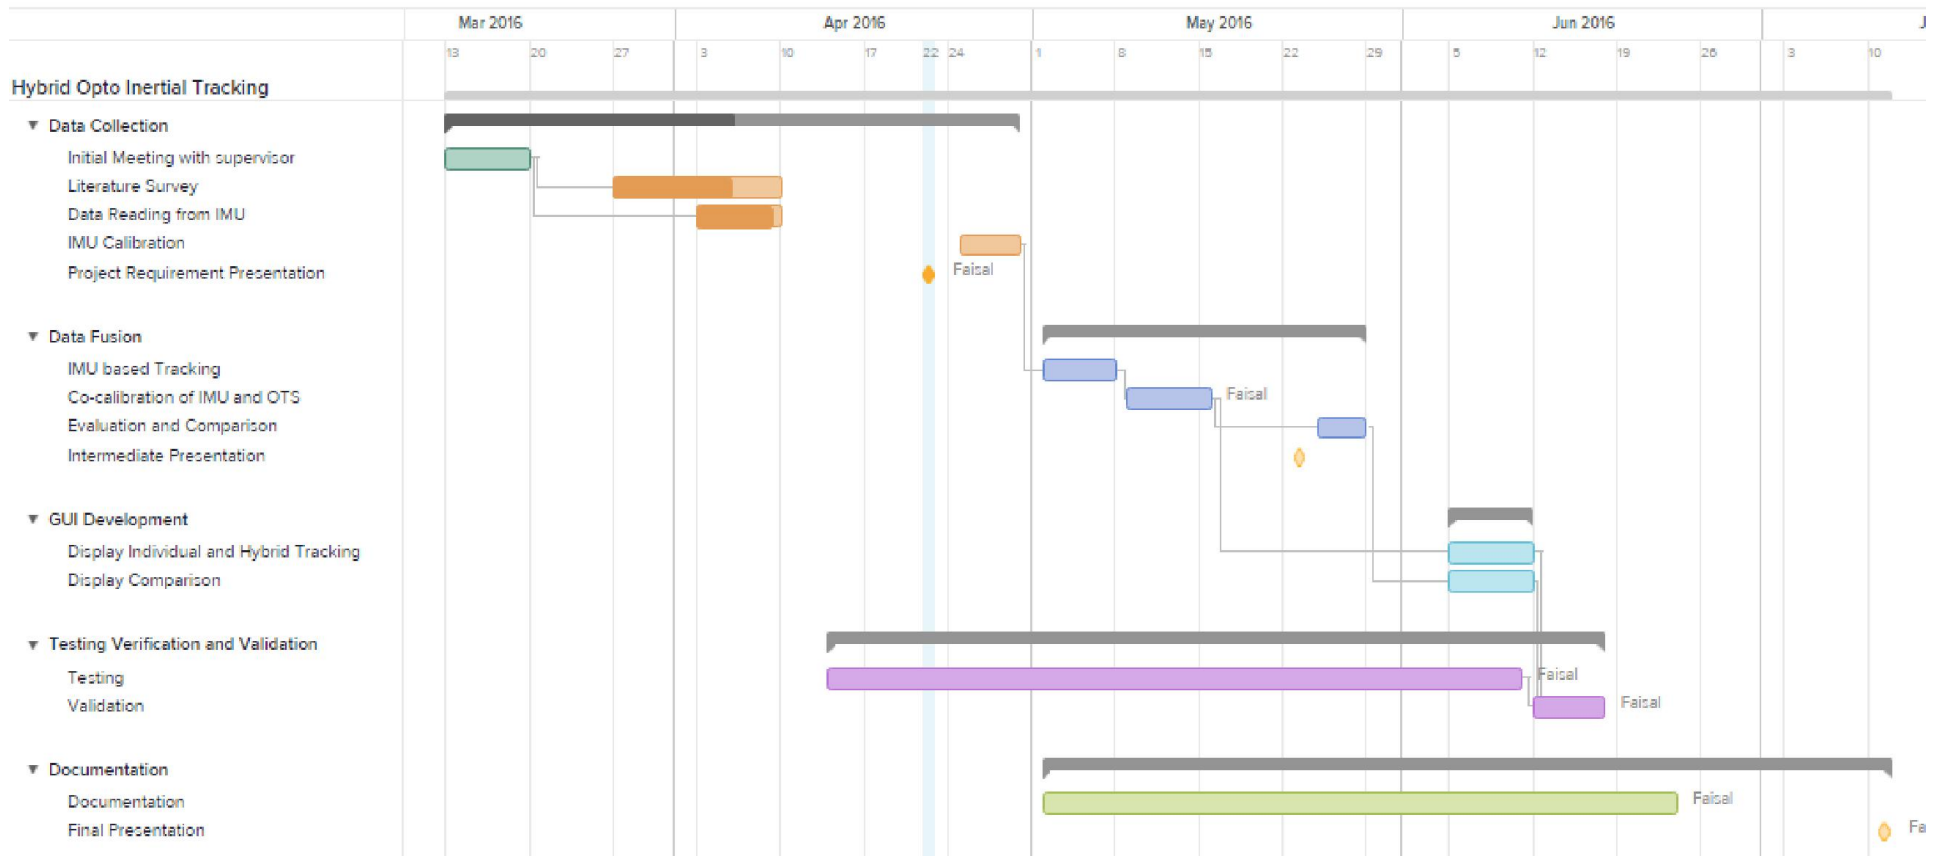 Mar 2016 Apr 2016 May 2016 Jun 2016 J
13 20 27 3 10 17 22 24 1 8 15 22 29 5 12 19 26 3 10
Hybrid Opto Inertial Tracking
Data Collection
Initial Meeting with supervisor
Literature Survey
Data Reading from IMU
IMU Calibration
Project Requirement Presentation Faisal
Data Fusion
IMU based Tracking
Co-calibration of IMU and OTS Faisal
Evaluation and Comparison
Intermediate Presentation
GUI Development
Display Individual and Hybrid Tracking
Display Comparison
Testing Verification and Validation
Testing Faisal
Validation Faisal
Documentation
Documentation Faisal
Final Presentation Fa